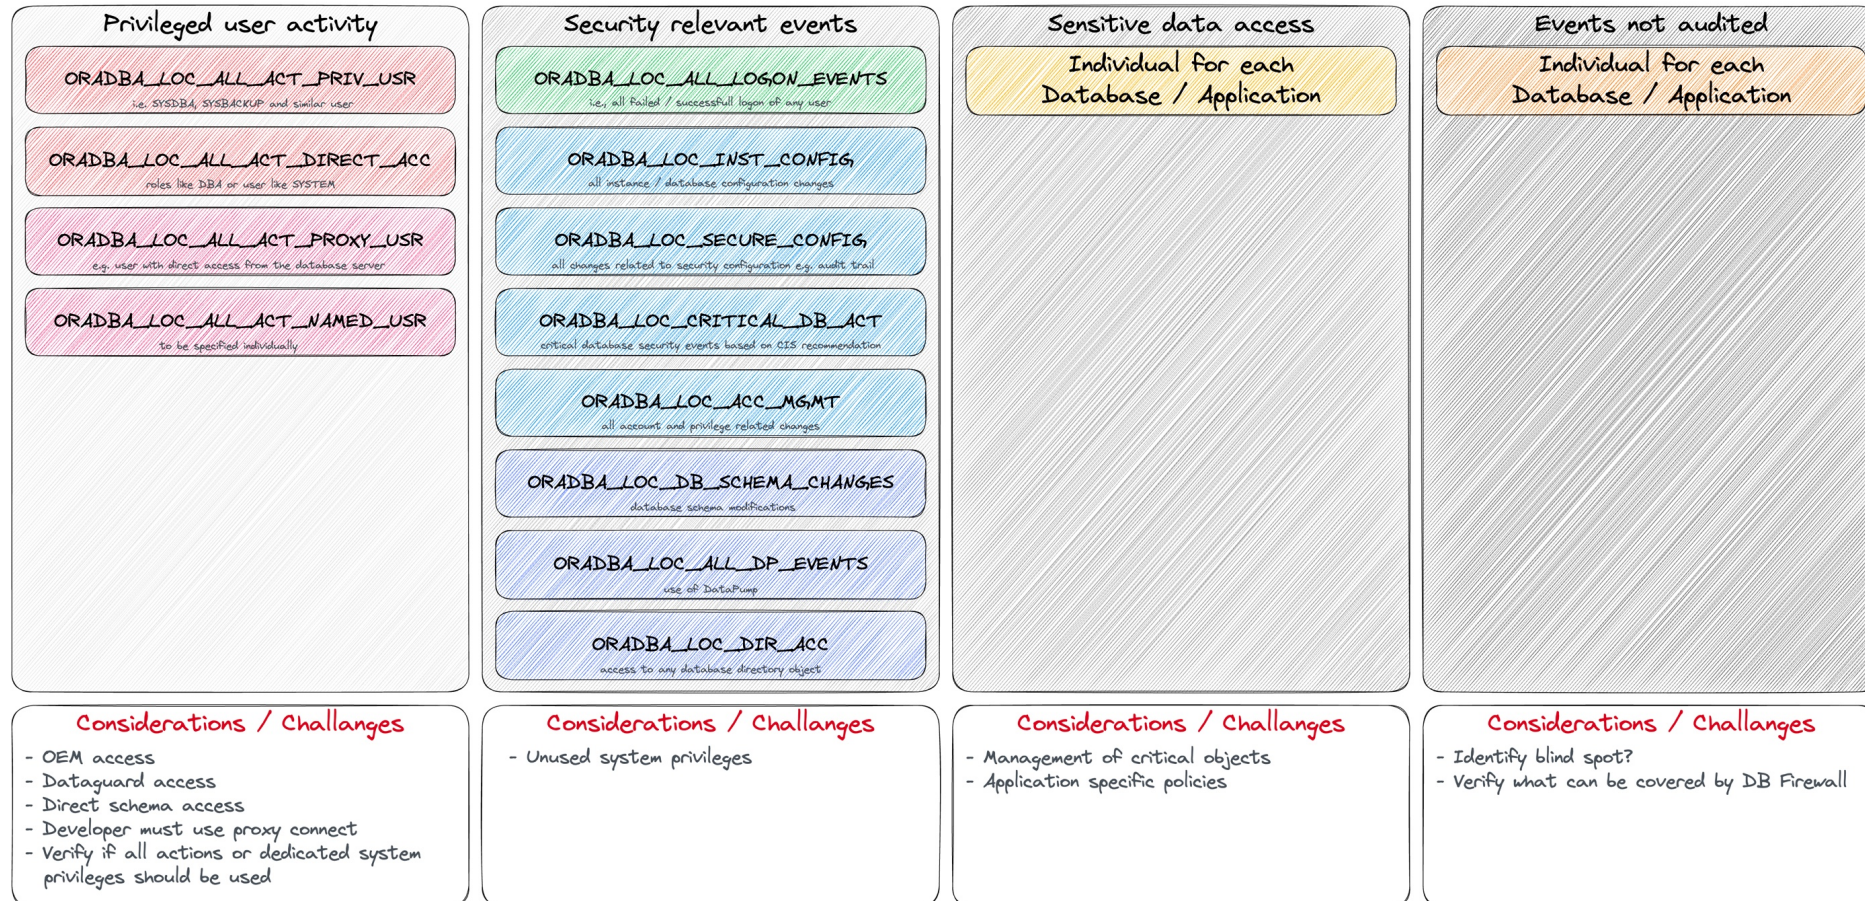 Privileged user activity
ORADBA_LOC_ALL_ACT_PRIV_USR
i.e. SYSDBA, SYSBACKUP and similar user
ORADBA_LOC_ALL_ACT_DIRECT_ACC
roles like DBA or user like SYSTEM
ORADBA_LOC_ALL_ACT_PROXY_USR
e.g. user with direct access from the database server
ORADBA_LOC_ALL_ACT_NAMED_USR
to be specified individually
Security relevant events
ORADBA_LOC_ALL_LOGON_EVENTS
i.e., all failed / successfull logon of any user
ORADBA_LOC_INST_CONFIG
all instance / database configuration changes
ORADBA_LOC_SECURE_CONFIG
all changes related to security configuration e.g. audit trail
ORADBA_LOC_CRITICAL_DB_ACT
critical database security events based on CIS recommendation
ORADBA_LOC_ACC_MGMT
all account and privilege related changes
ORADBA_LOC_DB_SCHEMA_CHANGES
database schema modifications
ORADBA_LOC_ALL_DP_EVENTS
use of DataPump
ORADBA_LOC_DIR_ACC
access to any database directory object
Sensitive data access
Individual for each
Database / Application
Events not audited
Individual for each
Database / Application
Considerations / Challanges
- OEM access
- Dataguard access
- Direct schema access
- Developer must use proxy connect
- Verify if all actions or dedicated system
privileges should be used
Considerations / Challanges
- Unused system privileges
Considerations / Challanges
- Management of critical objects
- Application specific policies
Considerations / Challanges
- Identify blind spot?
- Verify what can be covered by DB Firewall